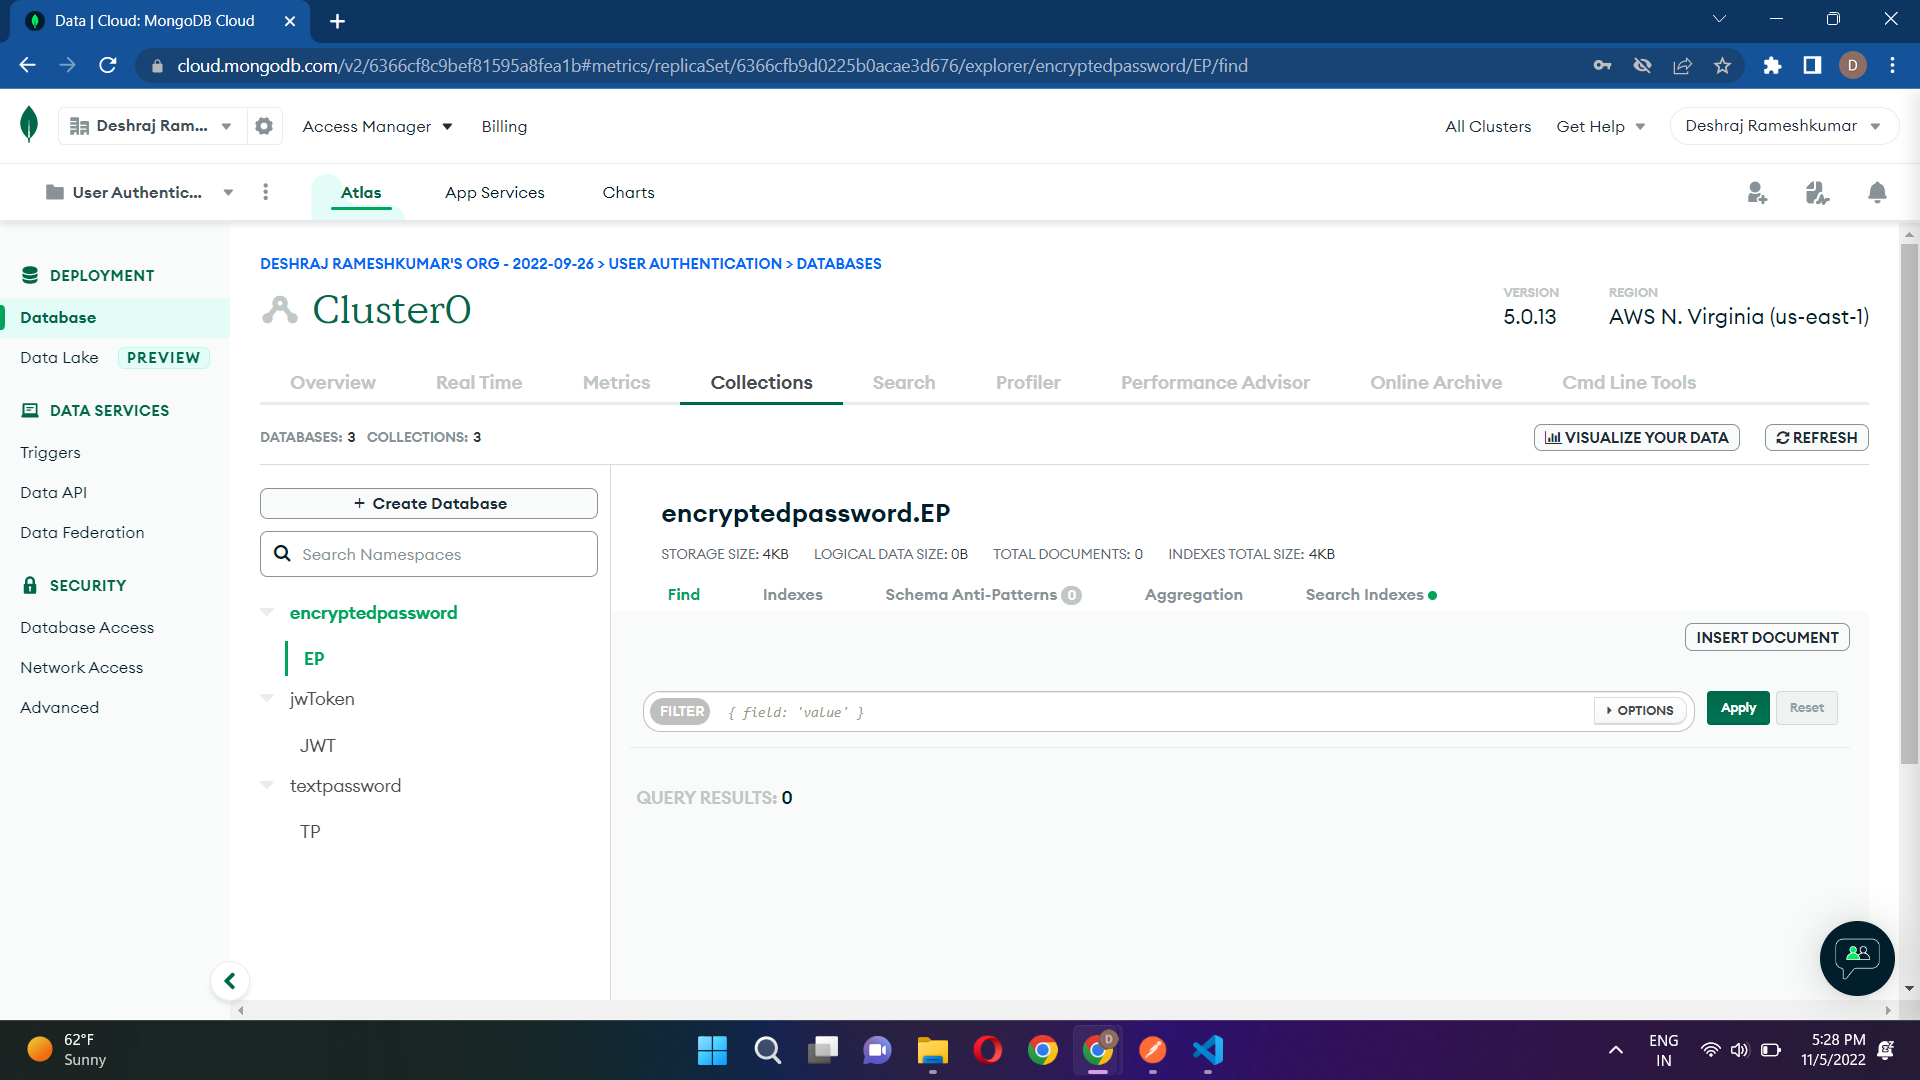 Data | Cloud: MongoDB Cloud
cloud.mongodb.com/v2/6366cf8c9bef81595a8fea1b#metrics/replicaSet/6366cfb9d0225b0acae3d676/explorer/encryptedpassword/EP/find
D
Deshraj Ram...
Access Manager
Billing
All Clusters
Get Help
Deshraj Rameshkumar
User Authentic...
Atlas
App Services
Charts
DEPLOYMENT
Database
Data Lake PREVIEW
DATA SERVICES
Triggers
Data API
Data Federation
SECURITY
Database Access
Network Access
Advanced
DESHRAJ RAMESHKUMAR'S ORG - 2022-09-26 > USER AUTHENTICATION > DATABASES
Cluster0
VERSION
5.0.13
REGION
AWS N. Virginia (us-east-1)
Overview
Real Time
Metrics
Collections
Search
Profiler
Performance Advisor
Online Archive
Cmd Line Tools
DATABASES: 3 COLLECTIONS: 3
VISUALIZE YOUR DATA
REFRESH
+ Create Database
Search Namespaces
encryptedpassword
EP
jwToken
JWT
textpassword
TP
encryptedpassword.EP
STORAGE SIZE: 4KB LOGICAL DATA SIZE: 0B TOTAL DOCUMENTS: 0 INDEXES TOTAL SIZE: 4KB
Find
Indexes
Schema Anti-Patterns 0
Aggregation
Search Indexes
INSERT DOCUMENT
FILTER { field: 'value' }
OPTIONS
Apply
Reset
QUERY RESULTS: 0
62°F
Sunny
D
ENG
IN
5:28 PM
11/5/2022